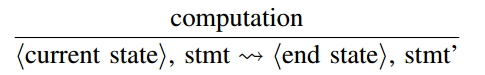 computation
⟨current state⟩, stmt ⇝ ⟨end state⟩, stmt’